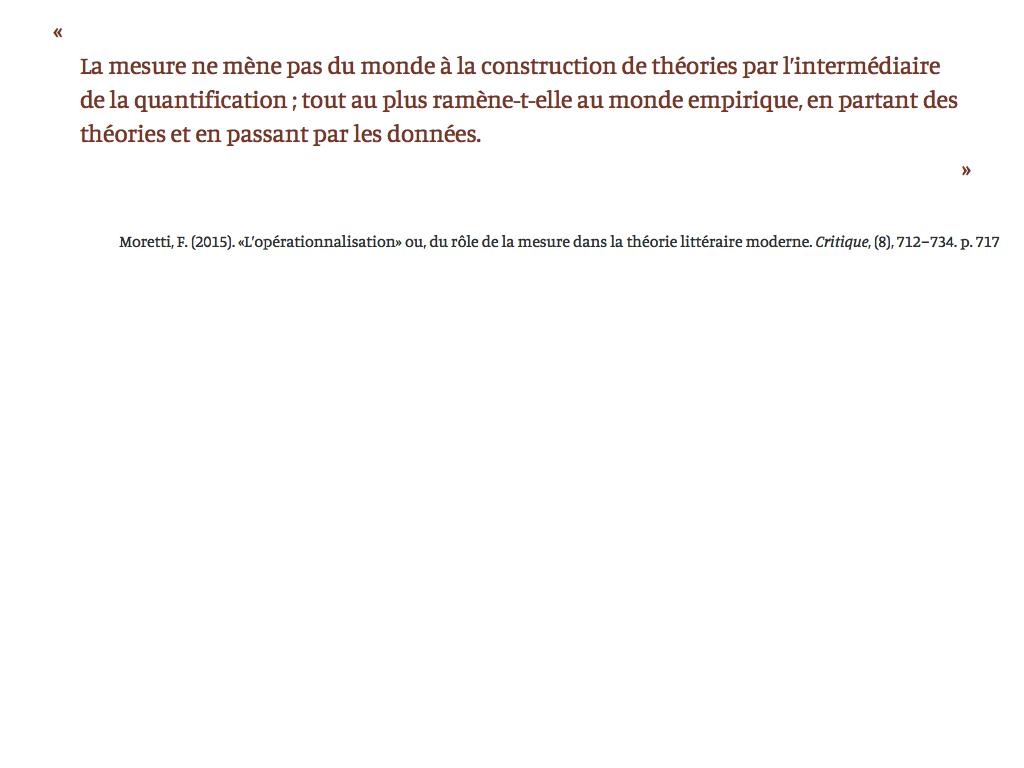 «
La mesure ne mène pas du monde à la construction de théories par l’intermédiaire
de la quantification ; tout au plus ramène-t-elle au monde empirique, en partant des
théories et en passant par les données.
»
Moretti, F. (2015). «L’opérationnalisation» ou, du rôle de la mesure dans la théorie littéraire moderne. Critique, (8), 712–734. p. 717